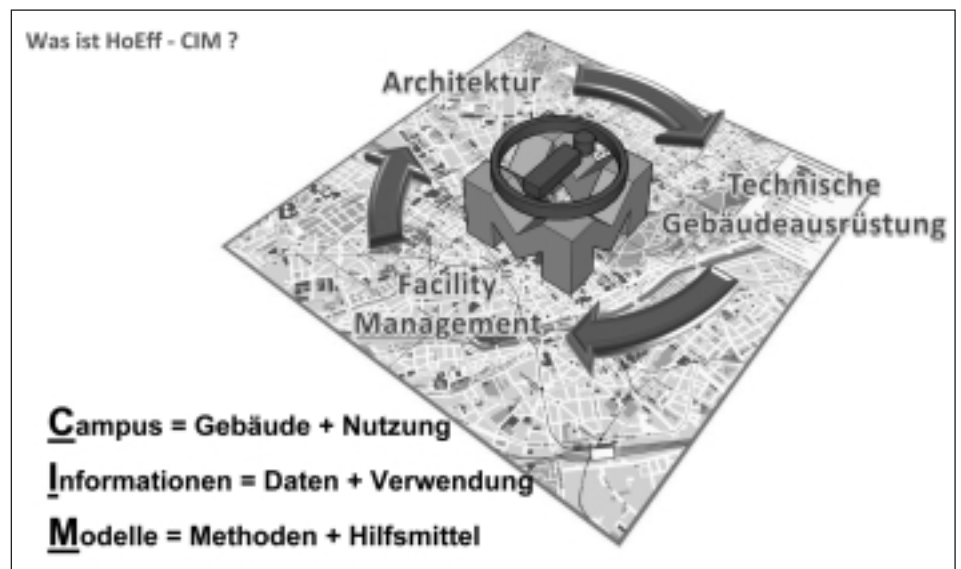 Was ist HoEff - CIM ?
Architektur
Technische
Gebäudeausrüstung
Facility
Management
Campus = Gebäude + Nutzung
Informationen = Daten + Verwendung
Modelle = Methoden + Hilfsmittel